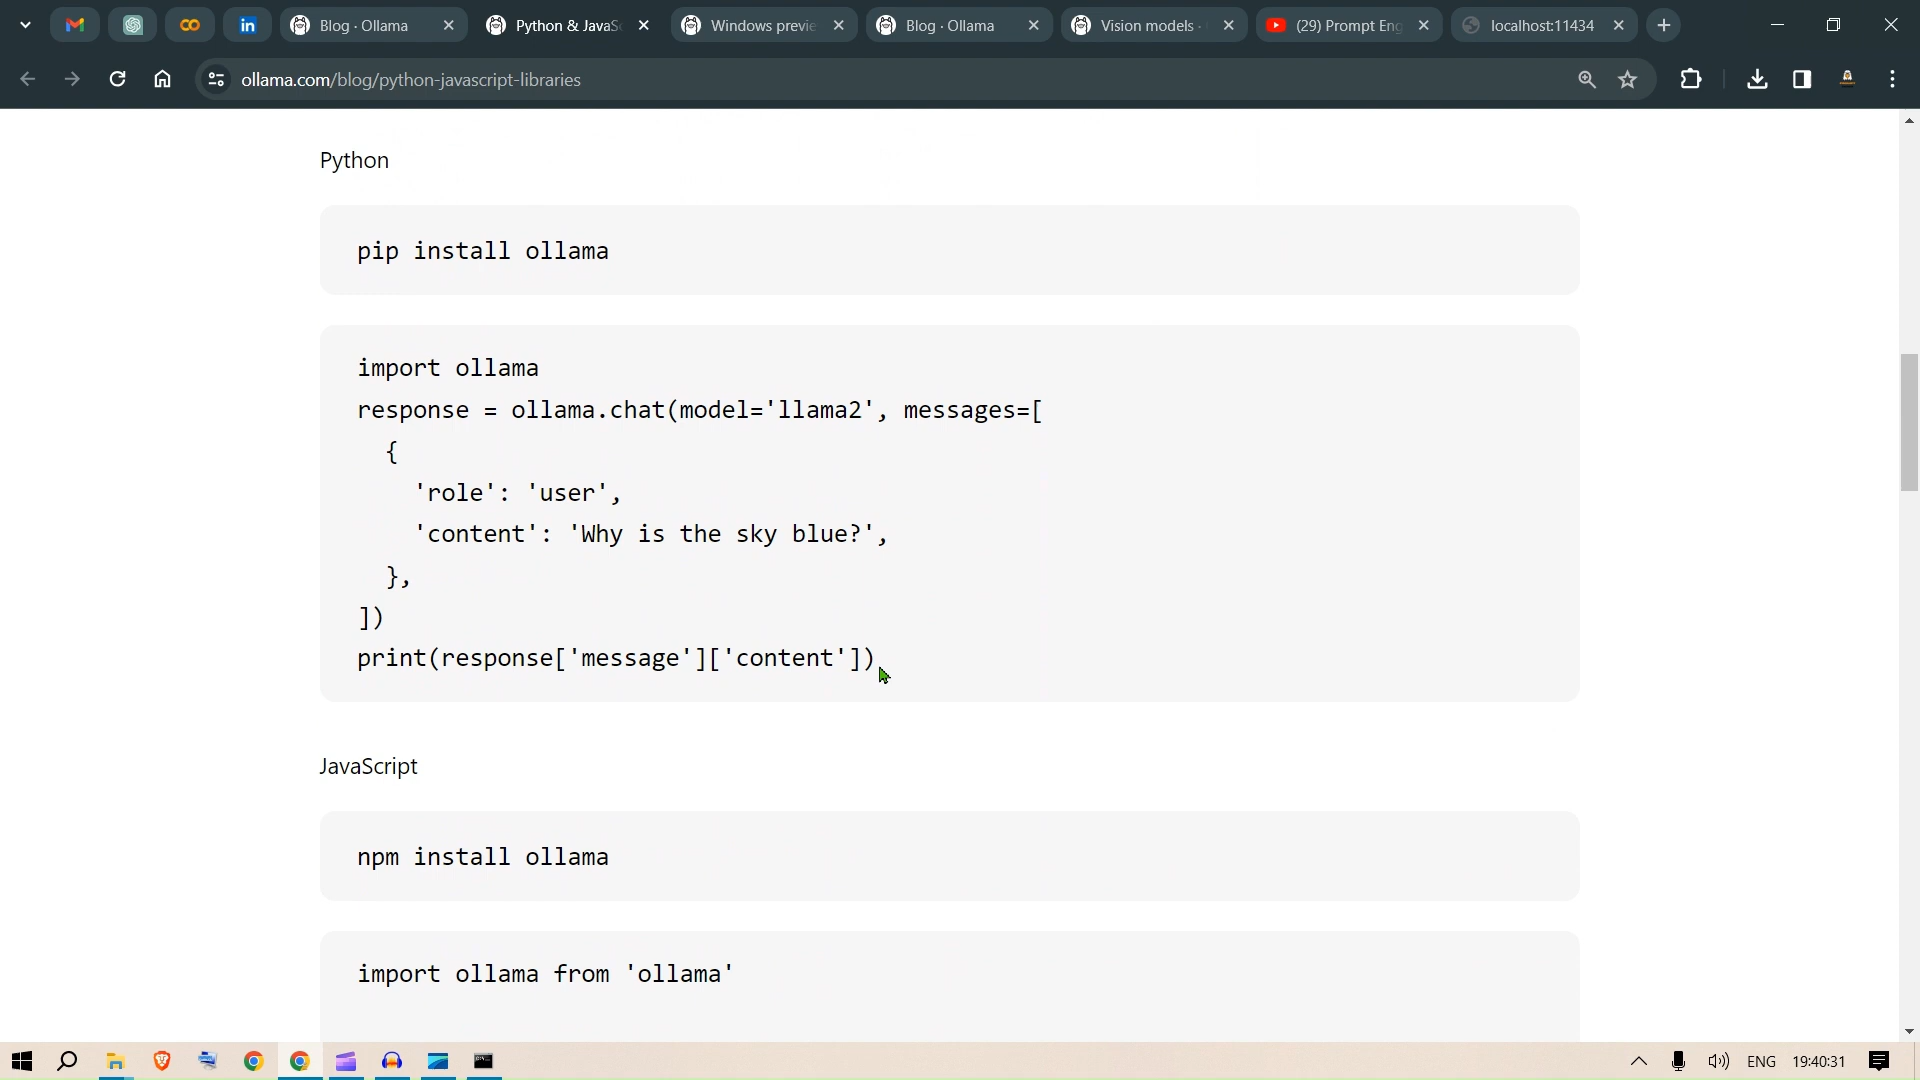 Blog · Ollama
Python & JavaSc
Windows previe
Blog · Ollama
Vision models ·
(29) Prompt Eng
localhost:11434
ollama.com/blog/python-javascript-libraries
Python
pip install ollama
import ollama
response = ollama.chat(model='llama2', messages=[
{
'role': 'user',
'content': 'Why is the sky blue?',
},
])
print(response['message']['content'])
JavaScript
npm install ollama
import ollama from 'ollama'
ENG
19:40:31